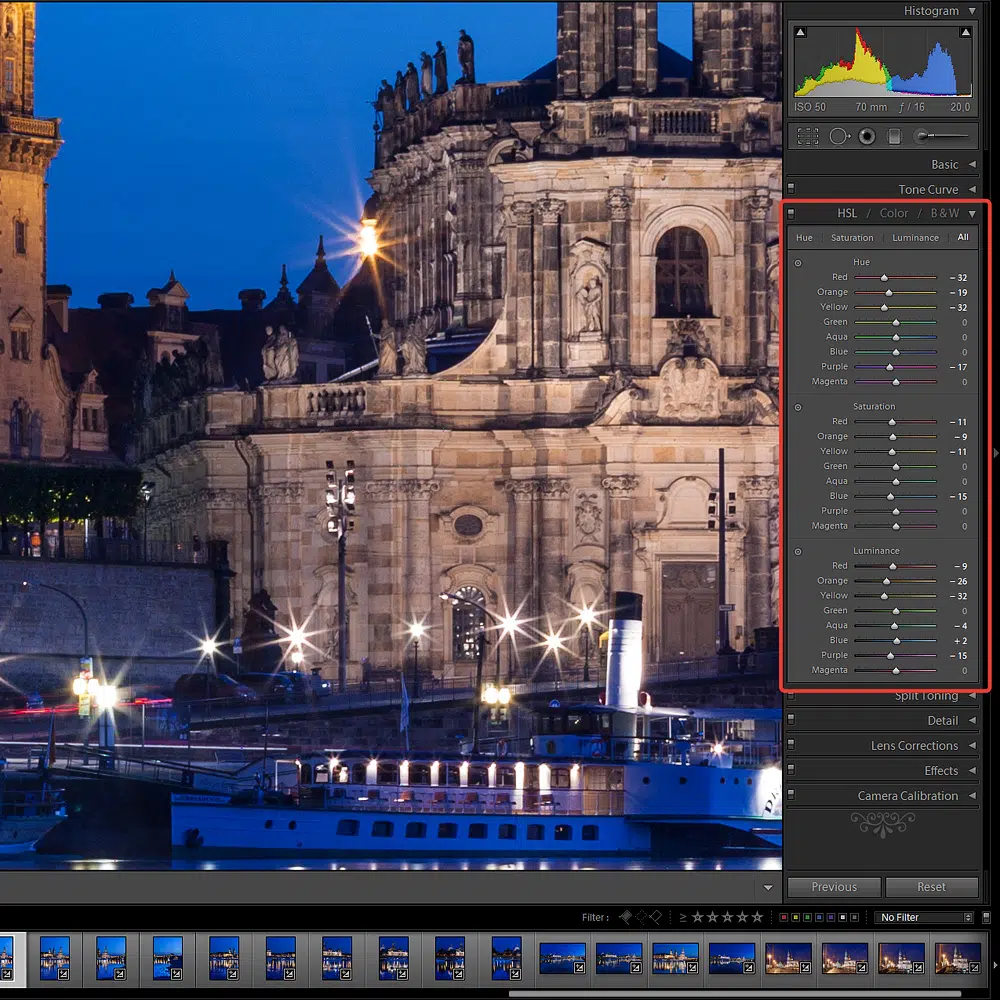 Histogram
ISO 50 70 mm ƒ / 16 20,0
Basic
Tone Curve
HSL / Color / B & W
Hue Saturation Luminance All
Hue
Red – 32
Orange – 19
Yellow – 32
Green 0
Aqua 0
Blue 0
Purple – 17
Magenta 0
Saturation
Red – 11
Orange – 9
Yellow – 11
Green 0
Aqua 0
Blue – 15
Purple 0
Magenta 0
Luminance
Red – 9
Orange – 26
Yellow – 32
Green 0
Aqua – 4
Blue + 2
Purple – 15
Magenta 0
Split Toning
Detail
Lens Corrections
Effects
Camera Calibration
Previous Reset
Filter : No Filter